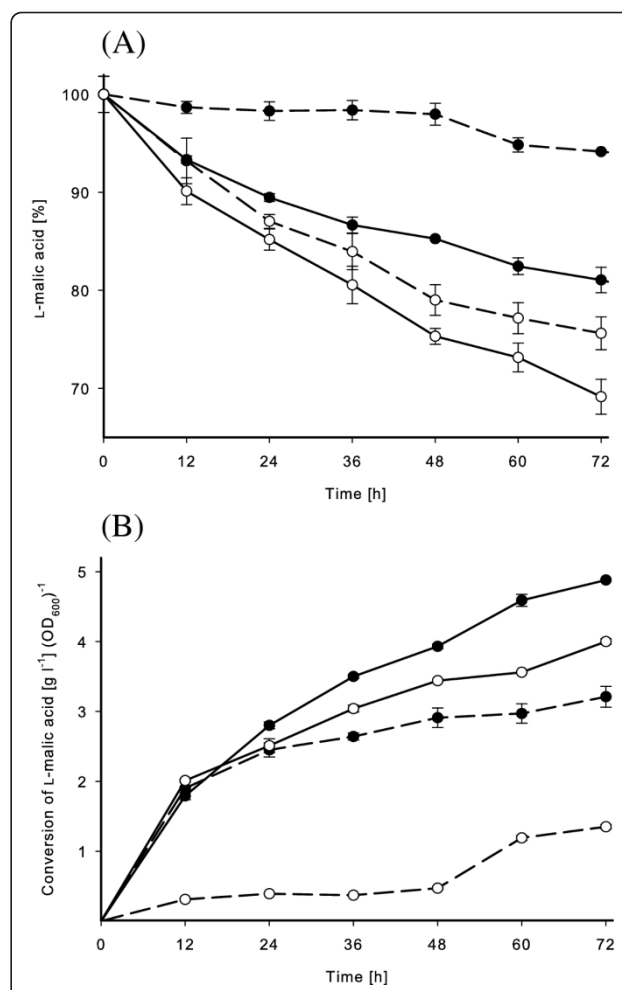 (A)
100
90
80
70
L-malic acid [%]
0 12 24 36 48 60 72
Time [h]
(B)
5
4
3
2
1
Conversion of L-malic acid [g l⁻¹] (OD₆₀₀)⁻¹
0 12 24 36 48 60 72
Time [h]